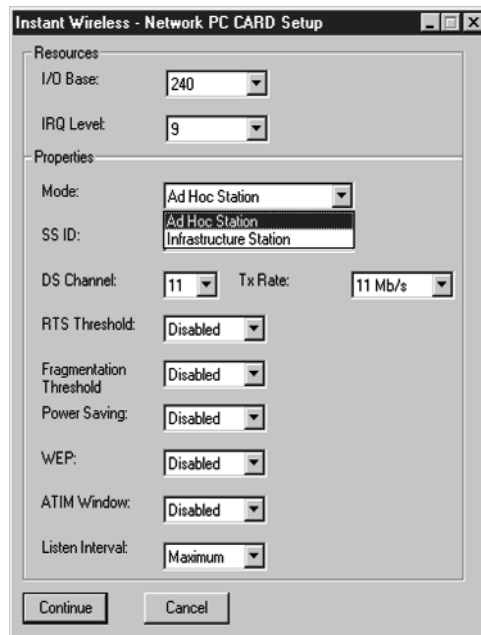 Instant Wireless - Network PC CARD Setup
Resources
I/O Base: 240
IRQ Level: 9
Properties
Mode: Ad Hoc Station
Ad Hoc Station
SS ID: Infrastructure Station
DS Channel: 11 Tx Rate: 11 Mb/s
RTS Threshold: Disabled
Fragmentation
Threshold Disabled
Power Saving: Disabled
WEP: Disabled
ATIM Window: Disabled
Listen Interval: Maximum
Continue Cancel